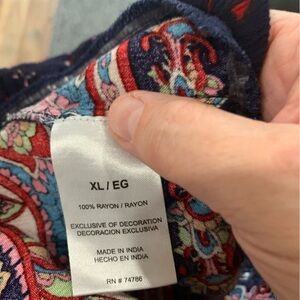 XL / EG
100% RAYON / RAYON
EXCLUSIVE OF DECORATION
DECORACION EXCLUSIVA
MADE IN INDIA
HECHO EN INDIA
RN # 74786